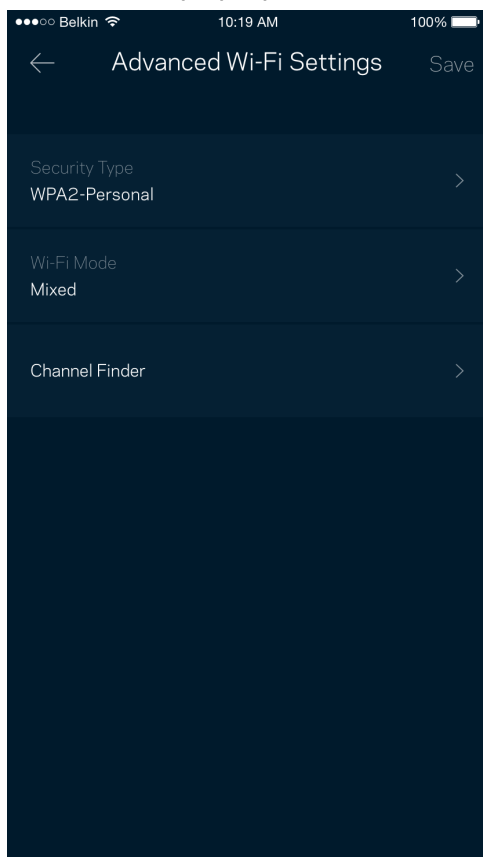 Belkin 10:19 AM 100%
Advanced Wi-Fi Settings Save
Security Type
WPA2-Personal
Wi-Fi Mode
Mixed
Channel Finder